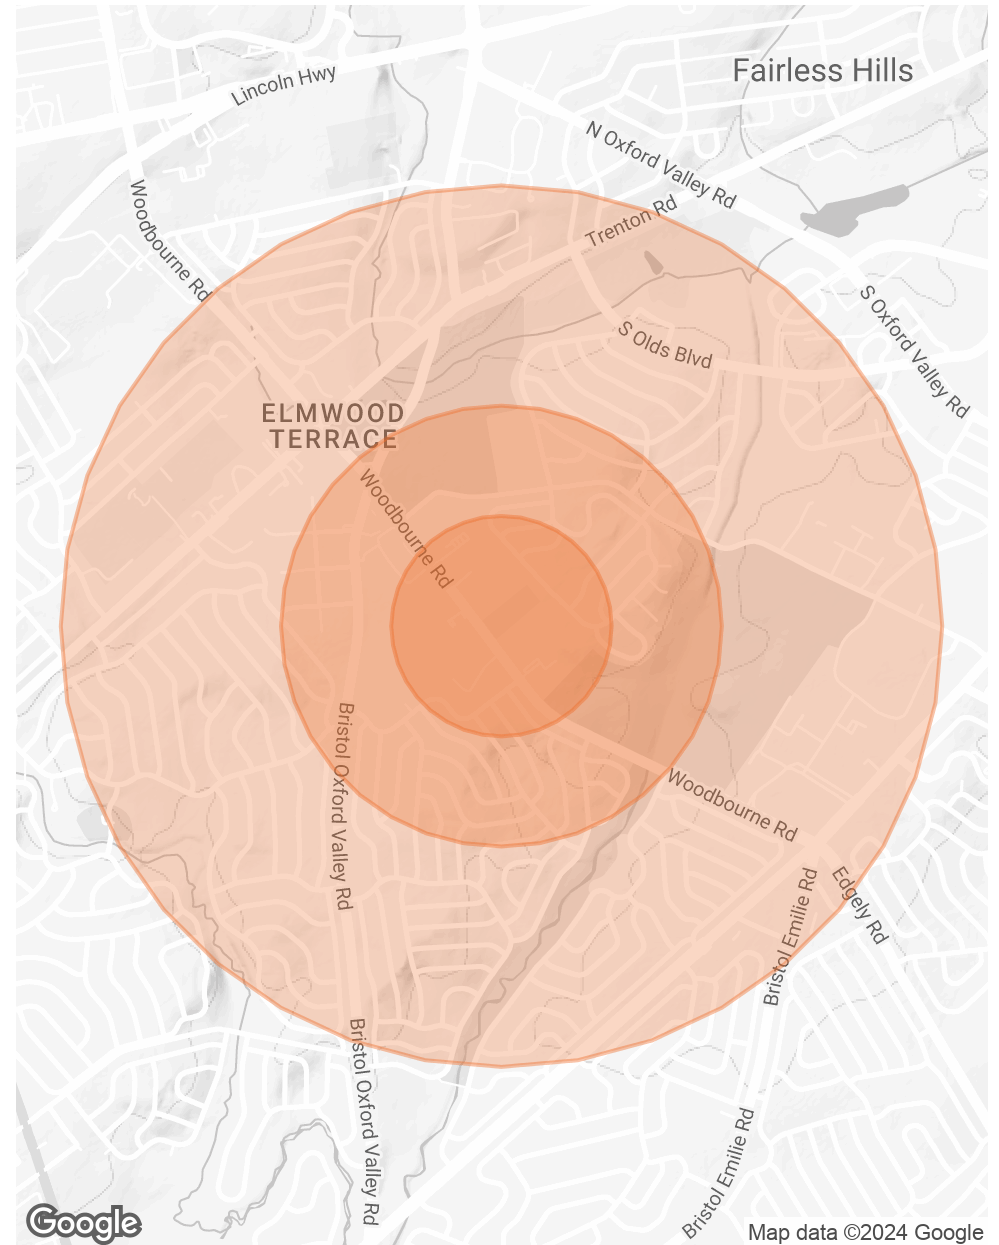 Fairless Hills
Lincoln Hwy
N Oxford Valley Rd
Woodbourne Rd
Trenton Rd
S Oxford Valley Rd
S Olds Blvd
ELMWOOD
TERRACE
Woodbourne Rd
Bristol Oxford Valley Rd
Woodbourne Rd
Edgely Rd
Bristol Emilie Rd
Bristol Oxford Valley Rd
Bristol Emilie Rd
Google
Map data ©2024 Google